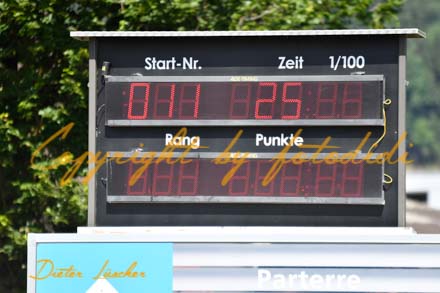 Start-Nr. Zeit 1/100
011 25
Rang Punkte
Copyright by fotodidi
Dieter Lüscher
Parterre